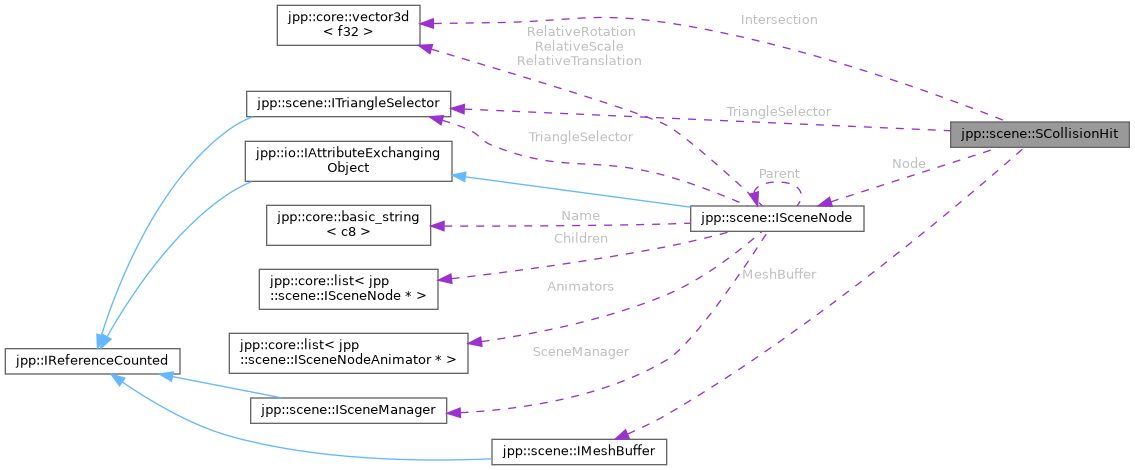 jpp::core::vector3d
< f32 >
Intersection
RelativeRotation
RelativeScale
RelativeTranslation
jpp::scene::ITriangleSelector
TriangleSelector
jpp::scene::SCollisionHit
TriangleSelector
jpp::io::IAttributeExchanging
Object
Node
Parent
jpp::core::basic_string
< c8 >
Name
jpp::scene::ISceneNode
Children
jpp::core::list< jpp
::scene::ISceneNode * >
MeshBuffer
Animators
jpp::core::list< jpp
::scene::ISceneNodeAnimator * >
SceneManager
jpp::IReferenceCounted
jpp::scene::ISceneManager
jpp::scene::IMeshBuffer